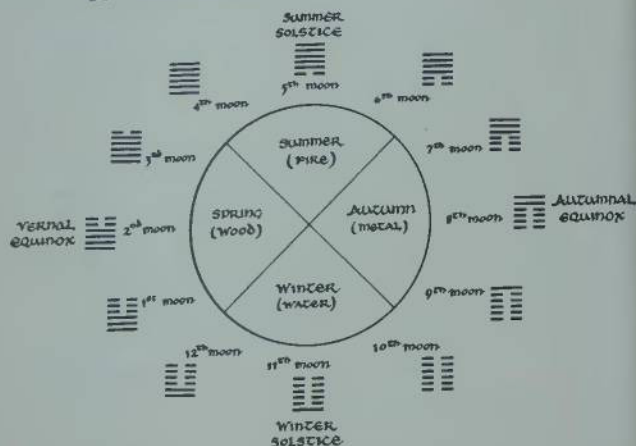 SUMMER
SOLSTICE
5th moon
4th moon
6th moon
3rd moon
7th moon
SUMMER
(FIRE)
VERNAL
EQUINOX
2nd moon
SPRING
(WOOD)
AUTUMN
(METAL)
8th moon
AUTUMNAL
EQUINOX
1st moon
9th moon
WINTER
(WATER)
12th moon
11th moon
10th moon
WINTER
SOLSTICE